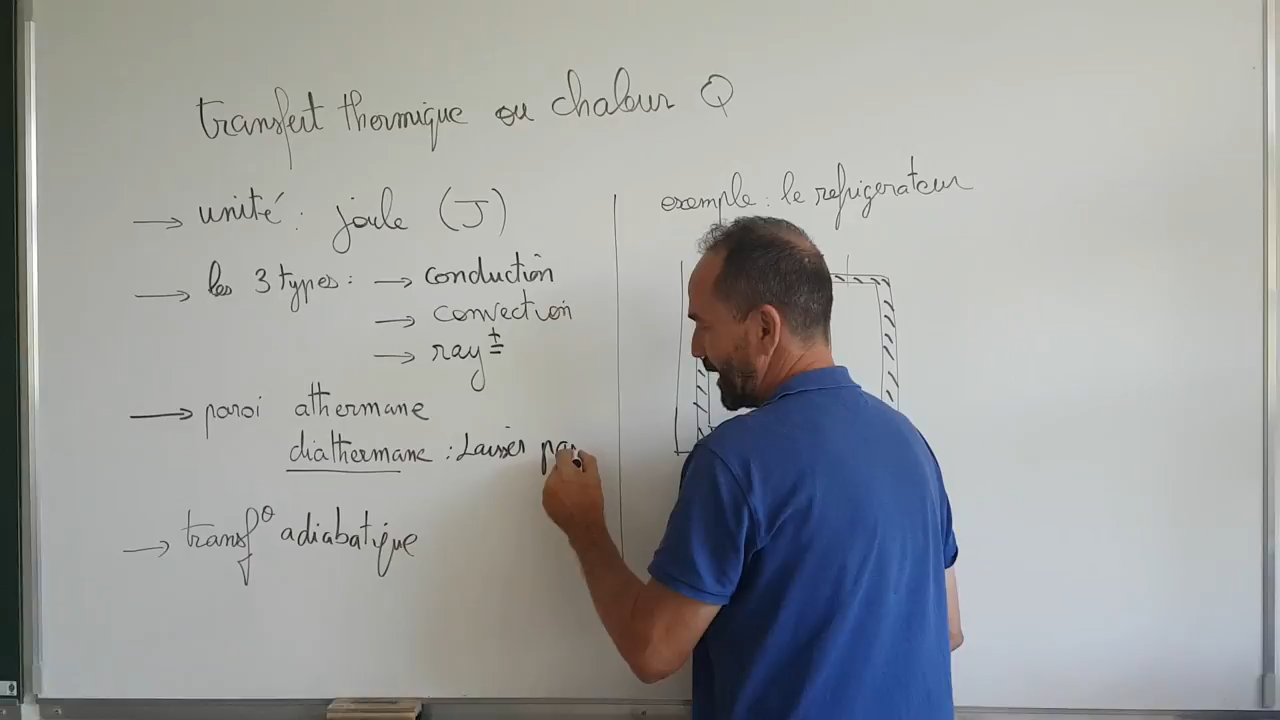 transfert thermique ou chaleur Q
→ unité : joule (J)
→ les 3 types : → conduction
→ convection
→ ray^t
→ paroi athermane
diathermane : Laisser pas
→ transf° adiabatique
exemple : le refrigerateur